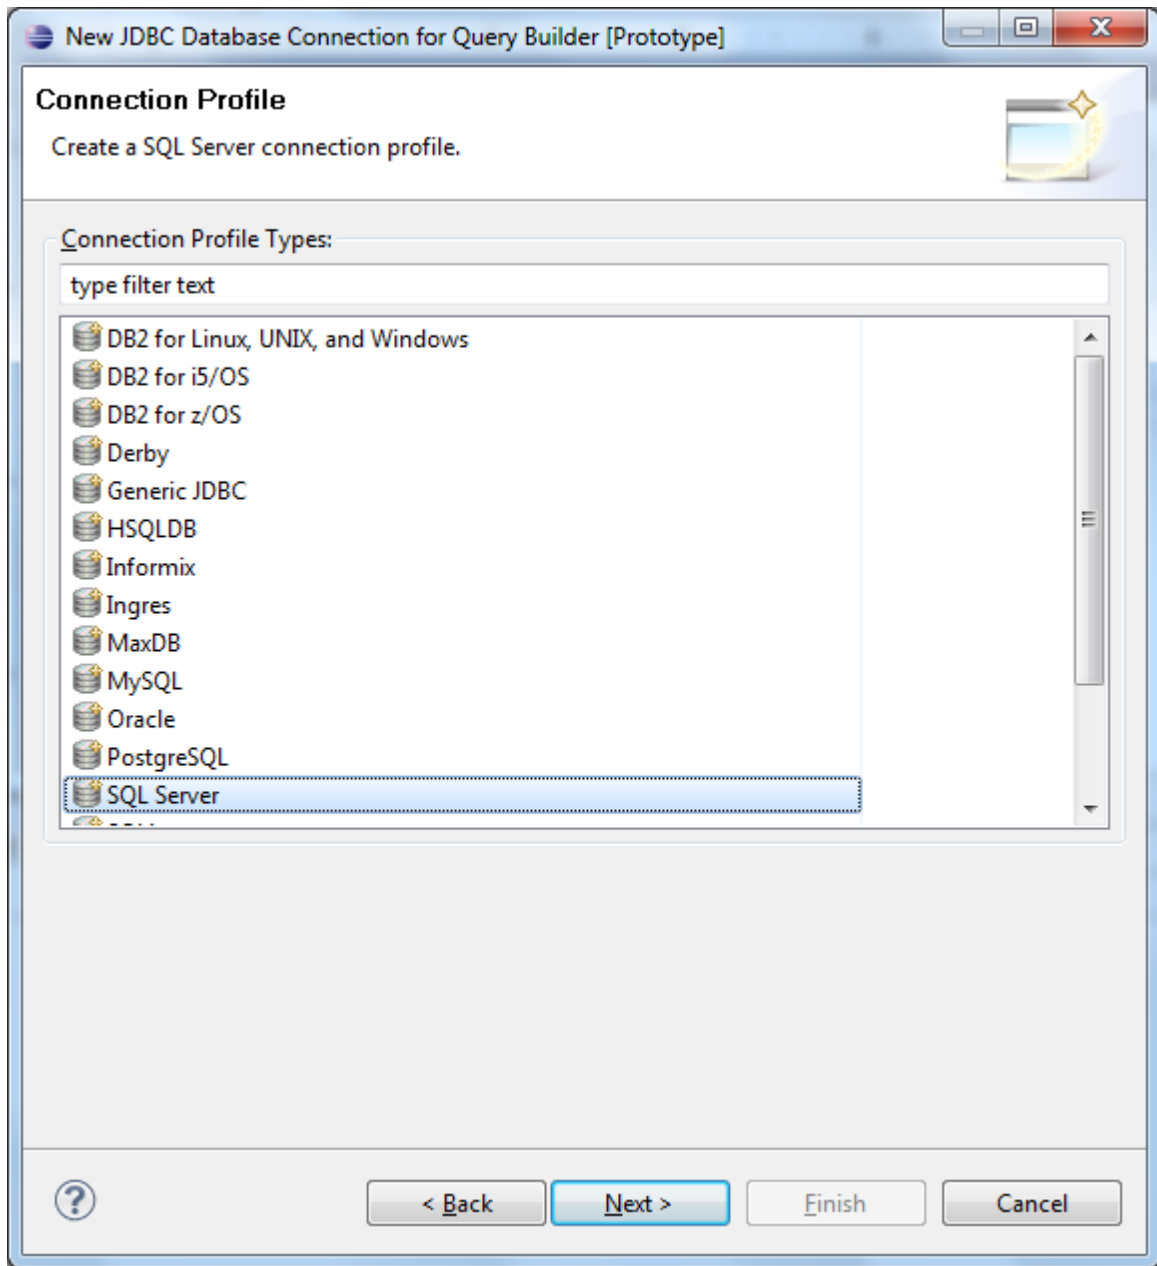 New JDBC Database Connection for Query Builder [Prototype]
Connection Profile
Create a SQL Server connection profile.
Connection Profile Types:
type filter text
DB2 for Linux, UNIX, and Windows
DB2 for i5/OS
DB2 for z/OS
Derby
Generic JDBC
HSQLDB
Informix
Ingres
MaxDB
MySQL
Oracle
PostgreSQL
SQL Server
< Back
Next >
Finish
Cancel